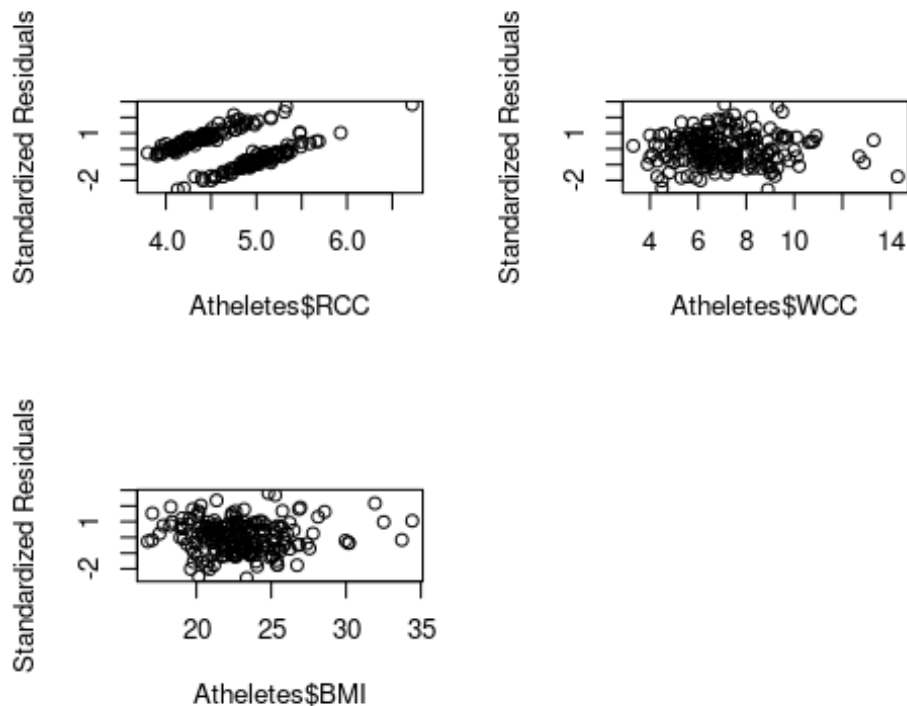 Standardized Residuals
1
-2
4.0 5.0 6.0
Atheletes$RCC
Standardized Residuals
1
-2
4 6 8 10 14
Atheletes$WCC
Standardized Residuals
1
-2
20 25 30 35
Atheletes$BMI